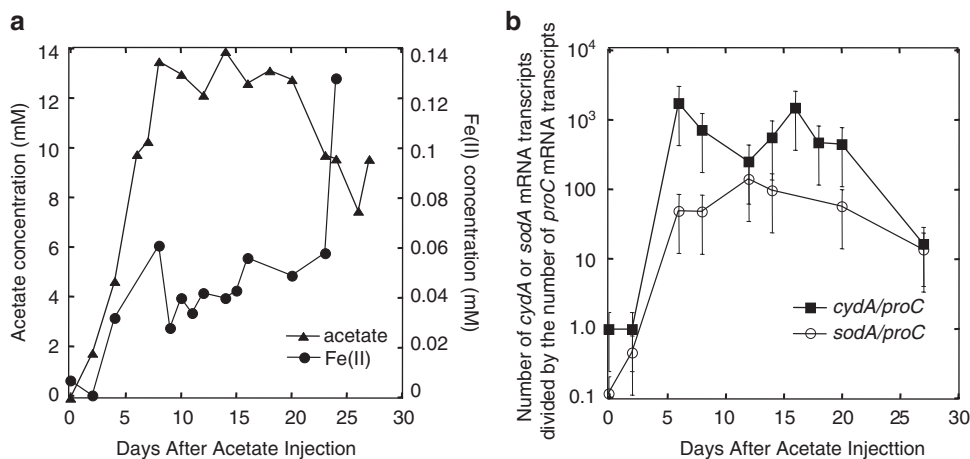 a
14
12
10
8
6
4
2
0
Acetate concentration (mM)
0.14
0.12
0.1
0.08
0.06
0.04
0.02
0
Fe(II) concentration
(mM)
acetate
Fe(II)
0 5 10 15 20 25 30
Days After Acetate Injection
b
Number of cydA or sodA mRNA transcripts
divided by the number of proC mRNA transcripts
10⁴
10³
100
10
1.0
0.1
cydA/proC
sodA/proC
0 5 10 15 20 25 30
Days After Acetate Injecttion